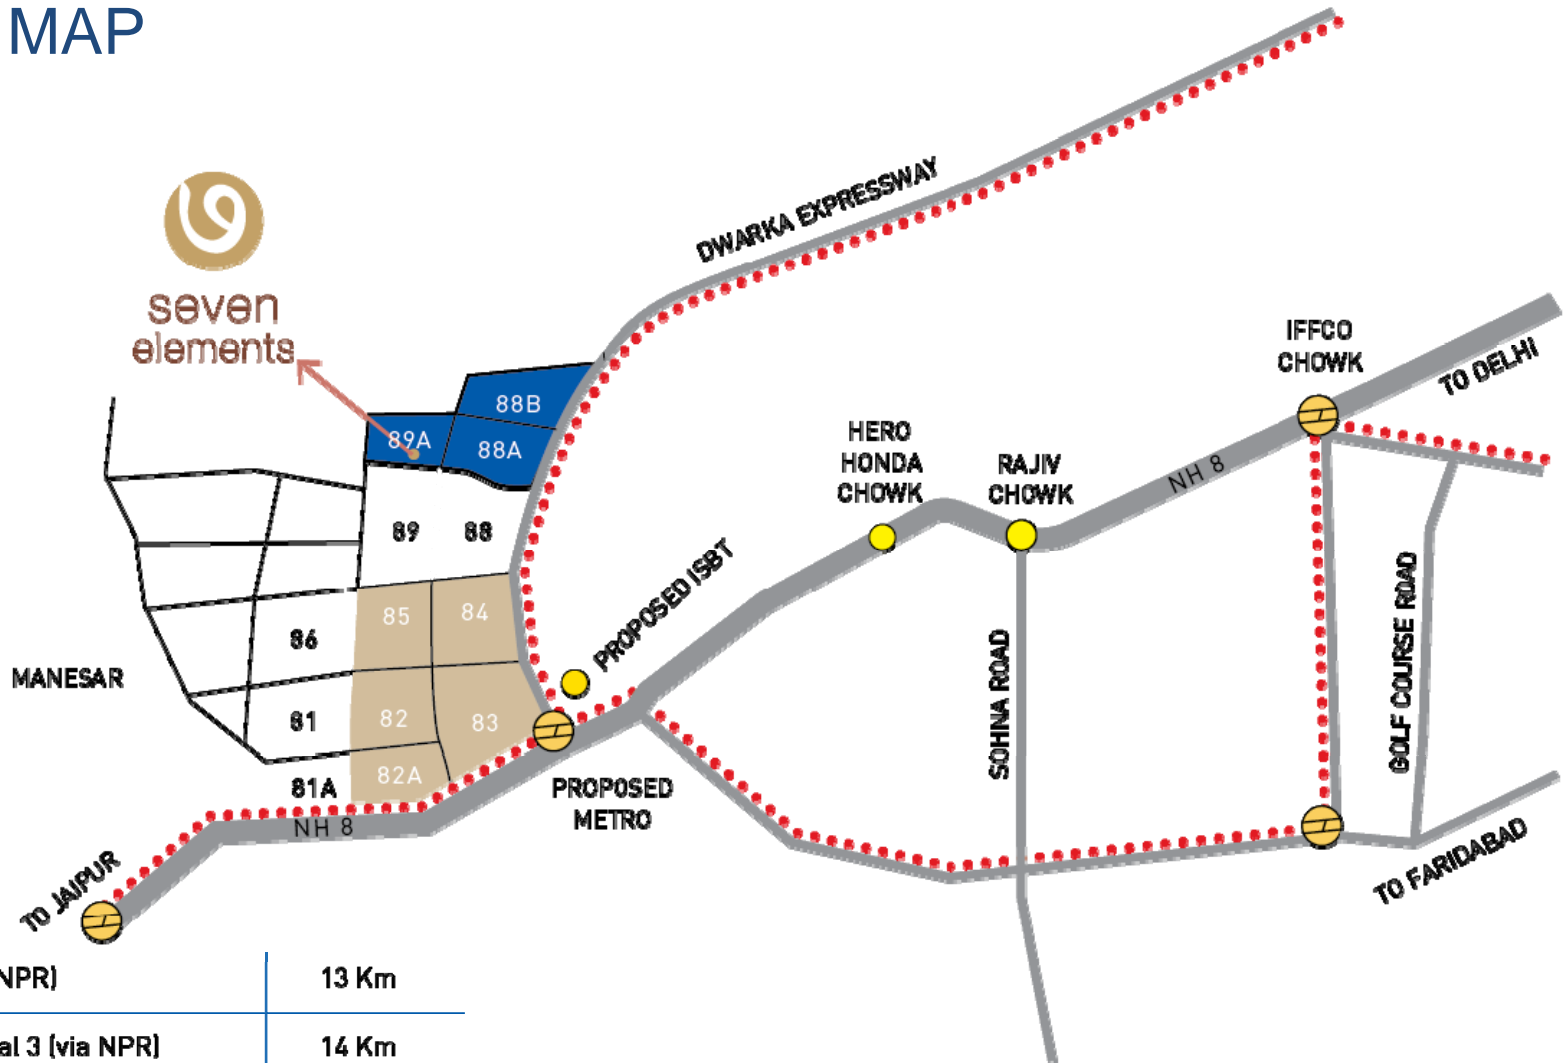 MAP
DWARKA EXPRESSWAY
seven
elements
IFFCO
CHOWK
TO DELHI
88B
89A
88A
HERO
HONDA
CHOWK
RAJIV
CHOWK
NH 8
89
88
PROPOSED ISBT
85
84
86
SOHNA ROAD
GOLF COURSE ROAD
MANESAR
81
82
83
82A
81A
PROPOSED
METRO
NH 8
TO JAIPUR
TO FARIDABAD
NPR)
13 Km
al 3 (via NPR)
14 Km